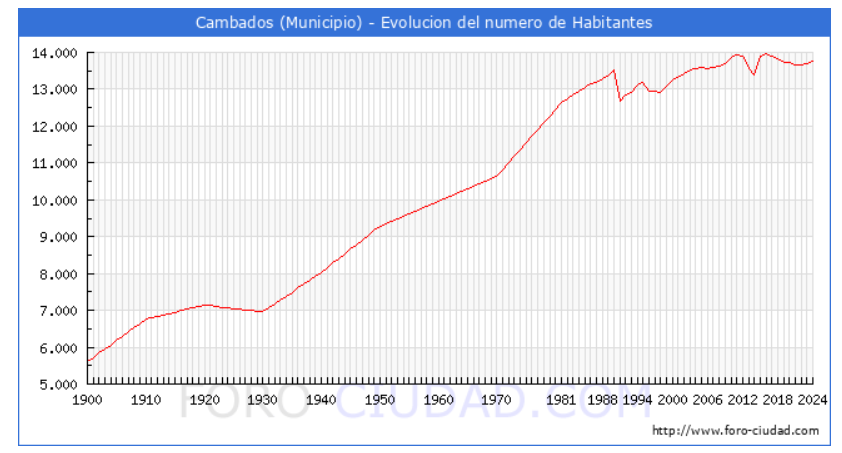 Cambados (Municipio) - Evolucion del numero de Habitantes
14.000
13.000
12.000
11.000
10.000
9.000
8.000
7.000
6.000
5.000
1900 1910 1920 1930 1940 1950 1960 1970 1981 1988 1994 2000 2006 2012 2018 2024
FORO-CIUDAD.COM
http://www.foro-ciudad.com